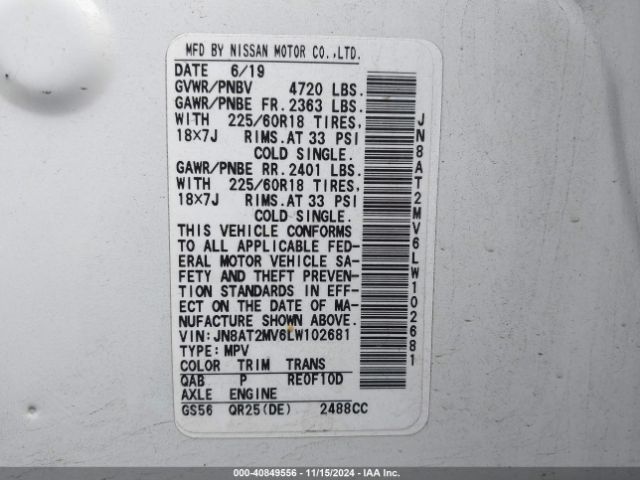 MFD BY NISSAN MOTOR CO.,LTD.
DATE 6/19
GVWR/PNBV 4720 LBS.
GAWR/PNBE FR. 2363 LBS.
WITH 225/60R18 TIRES,
18×7J RIMS. AT 33 PSI
COLD SINGLE.
GAWR/PNBE RR. 2401 LBS.
WITH 225/60R18 TIRES,
18×7J RIMS. AT 33 PSI
COLD SINGLE.
THIS VEHICLE CONFORMS
TO ALL APPLICABLE FED-
ERAL MOTOR VEHICLE SA-
FETY AND THEFT PREVEN-
TION STANDARDS IN EFF-
ECT ON THE DATE OF MA-
NUFACTURE SHOWN ABOVE.
VIN:JN8AT2MV6LW102681
TYPE:MPV
COLOR TRIM TRANS
QAB P RE0F10D
AXLE ENGINE
GS56 QR25(DE) 2488CC
JN8AT2MV6LW102681
000-40849556 - 11/15/2024 - IAA Inc.